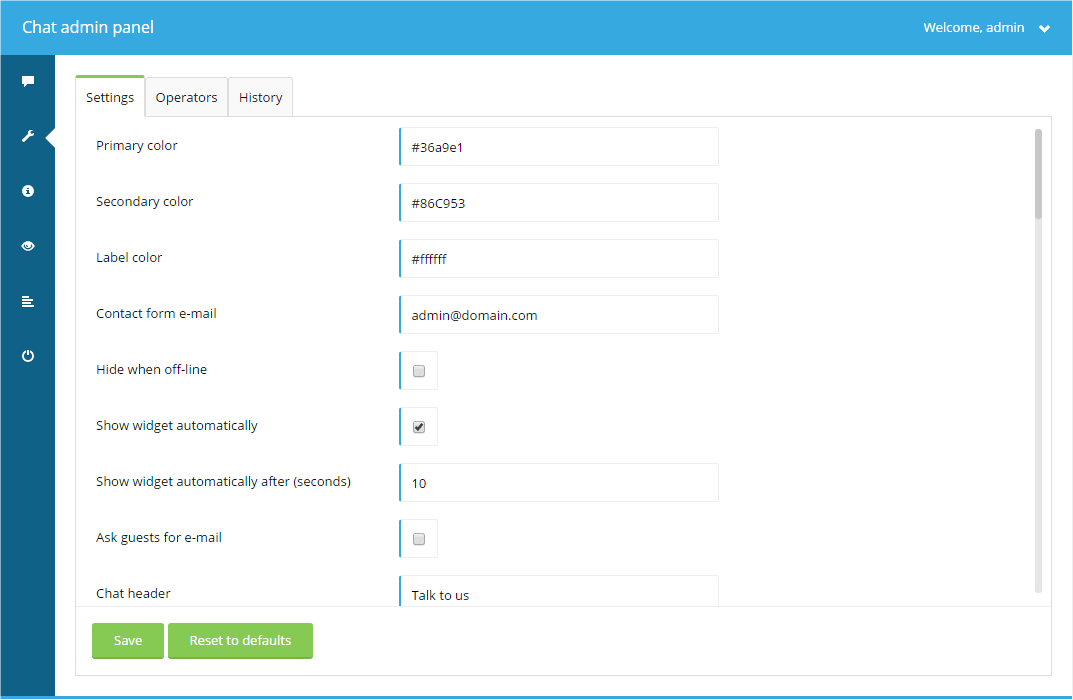 Chat admin panel
Welcome, admin
Settings
Operators
History
Primary color
#36a9e1
Secondary color
#86C953
Label color
#ffffff
Contact form e-mail
admin@domain.com
Hide when off-line
Show widget automatically
Show widget automatically after (seconds)
10
Ask guests for e-mail
Chat header
Talk to us
Save
Reset to defaults